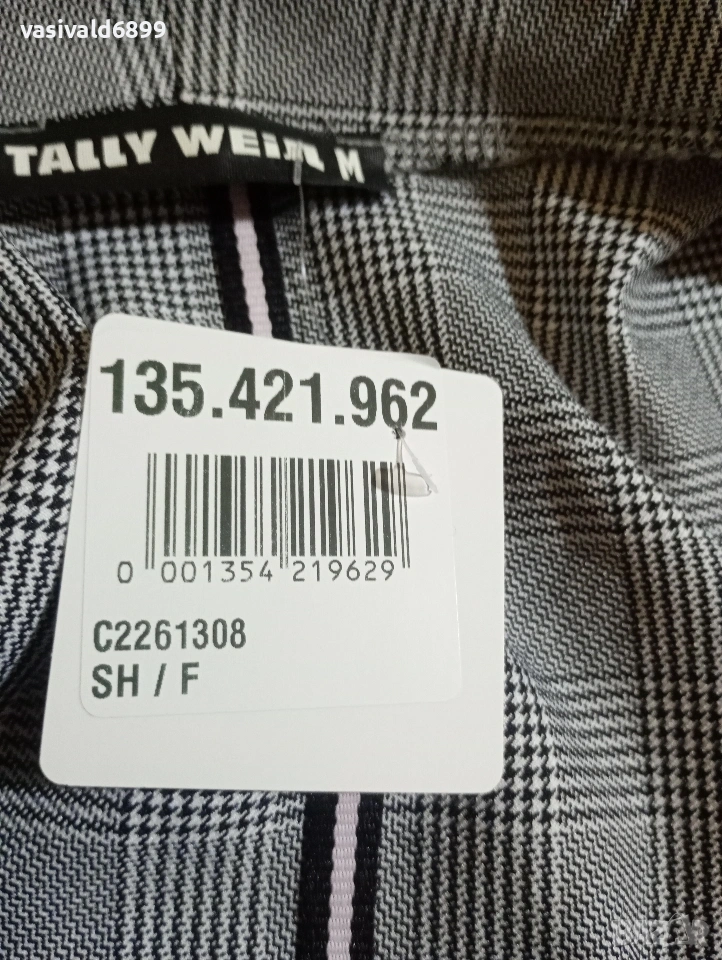 vasivald6899
TALLY WEiJL M
135.421.962
0 001354 219629
C2261308
SH / F